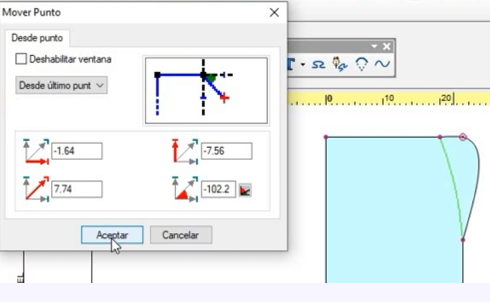 Mover Punto
Desde punto
Deshabilitar ventana
Desde último punt
-1.64
-7.56
7.74
-102.2
Aceptar
Cancelar
0
10
20
EL